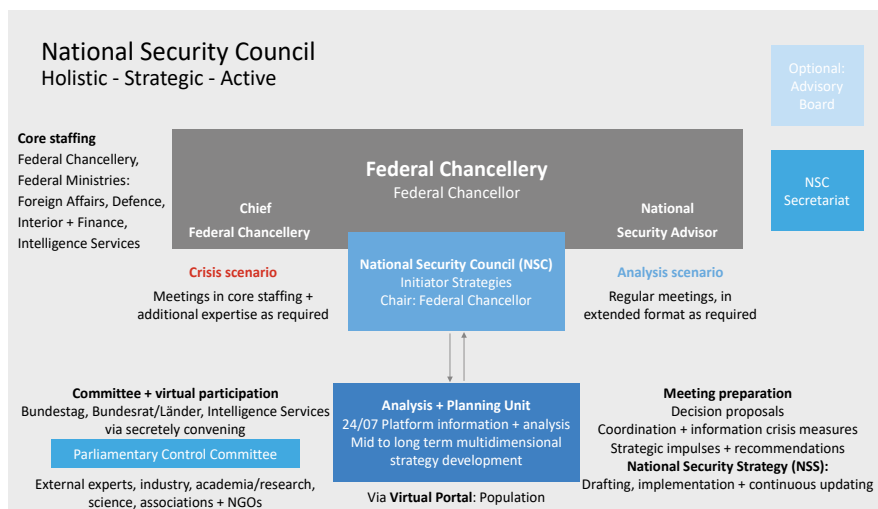 National Security Council
Holistic - Strategic - Active
Optional:
Advisory
Board
Core staffing
Federal Chancellery,
Federal Ministries:
Foreign Affairs, Defence,
Interior + Finance,
Intelligence Services
Federal Chancellery
Federal Chancellor
Chief
Federal Chancellery
National
Security Advisor
NSC
Secretariat
Crisis scenario
Meetings in core staffing +
additional expertise as required
National Security Council (NSC)
Initiator Strategies
Chair: Federal Chancellor
Analysis scenario
Regular meetings, in
extended format as required
Committee + virtual participation
Bundestag, Bundesrat/Länder, Intelligence Services
via secretely convening
Parliamentary Control Committee
External experts, industry, academia/research,
science, associations + NGOs
Analysis + Planning Unit
24/07 Platform information + analysis
Mid to long term multidimensional
strategy development
Via Virtual Portal: Population
Meeting preparation
Decision proposals
Coordination + information crisis measures
Strategic impulses + recommendations
National Security Strategy (NSS):
Drafting, implementation + continuous updating